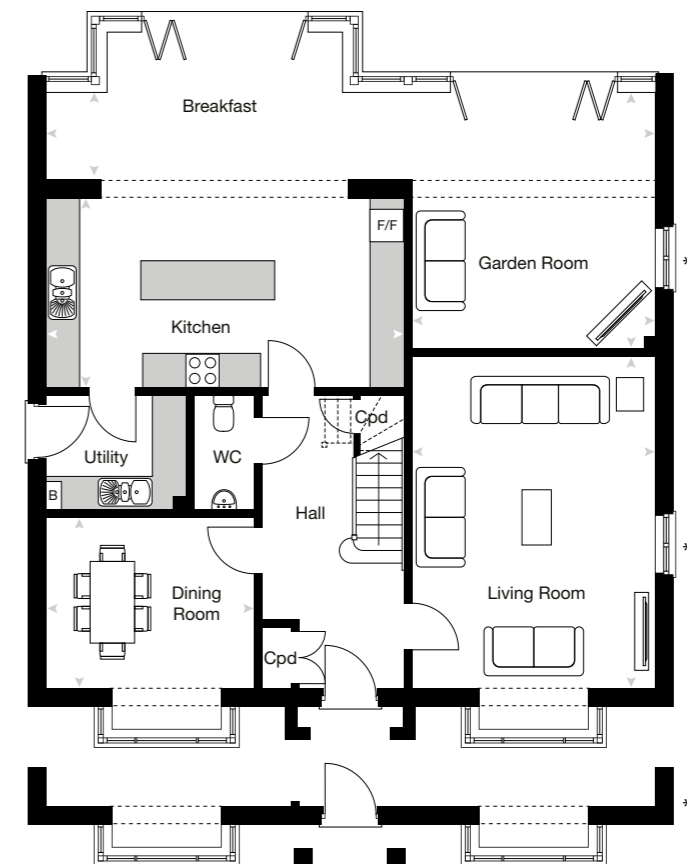 Breakfast
F/F
Garden Room
*
Kitchen
Cpd
Utility
WC
B
Hall
*
Dining
Room
Living Room
Cpd
*